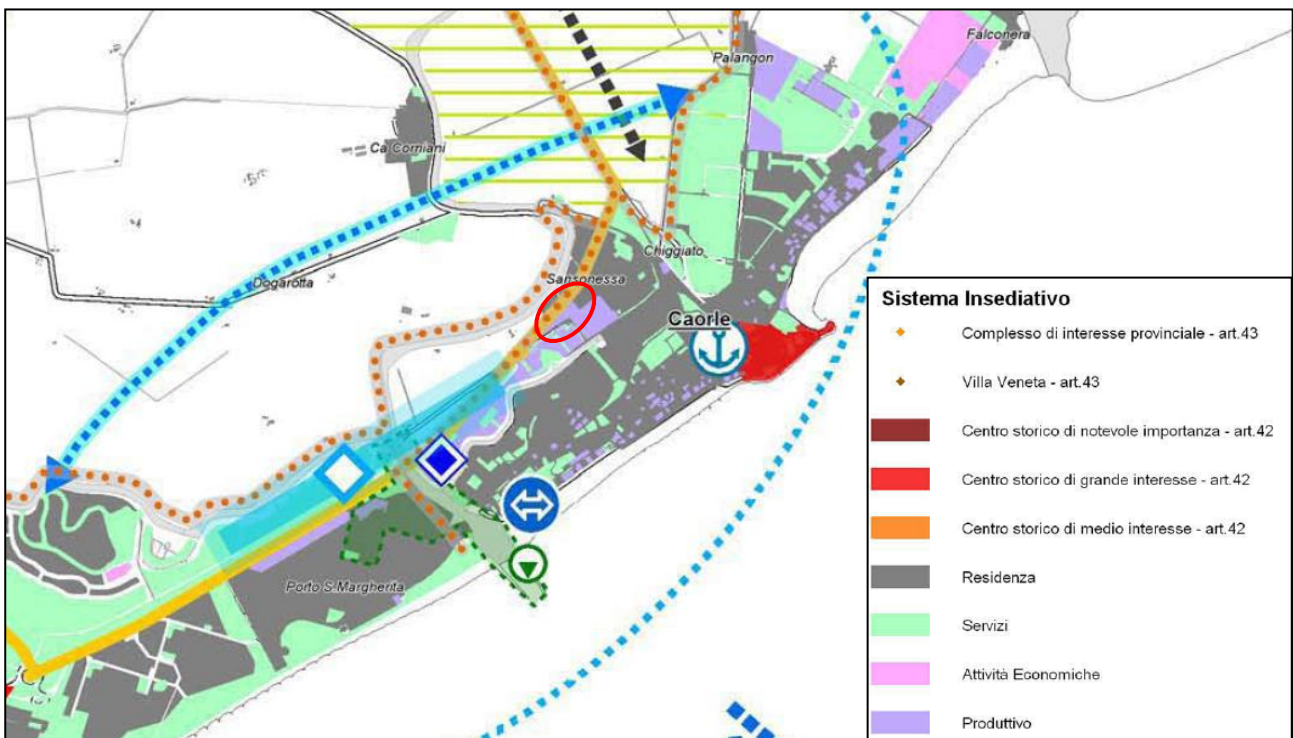 Falconera
Palangon
Ca Corniani
Chiggiato
Dogarotta
Sansonessa
Caorle
Porto S.Margherita
Sistema Insediativo
Complesso di interesse provinciale - art.43
Villa Veneta - art.43
Centro storico di notevole importanza - art.42
Centro storico di grande interesse - art.42
Centro storico di medio interesse - art.42
Residenza
Servizi
Attività Economiche
Produttivo